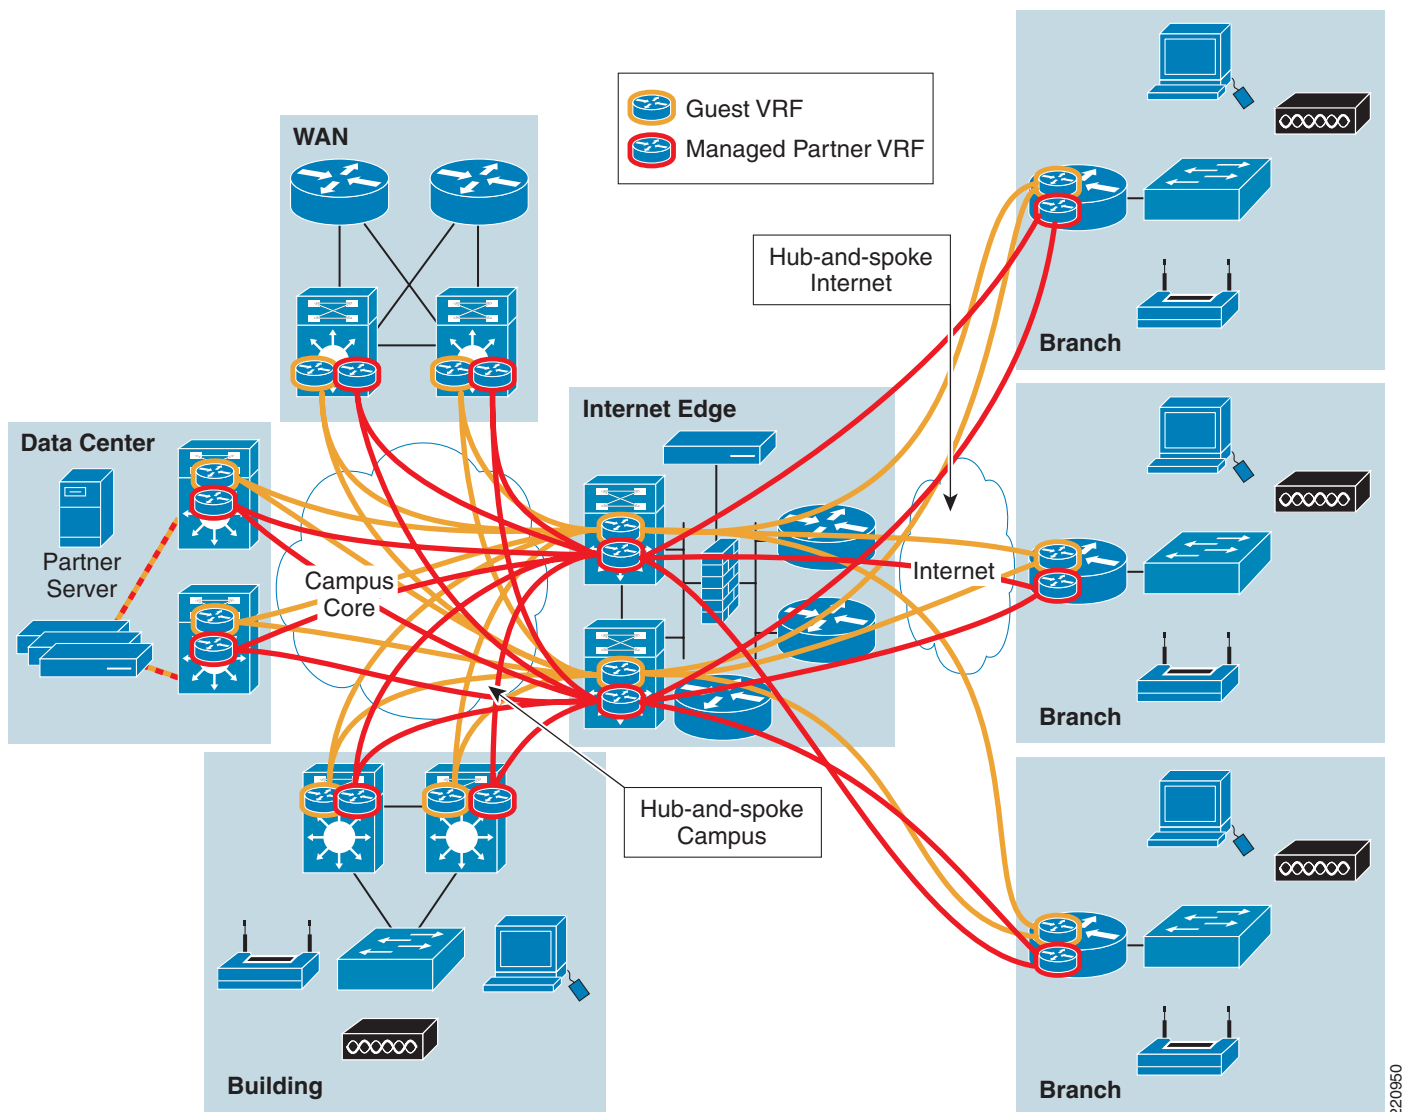 Guest VRF
Managed Partner VRF
WAN
Hub-and-spoke
Internet
Branch
Internet Edge
Data Center
Partner
Server
Campus
Core
Internet
Branch
Hub-and-spoke
Campus
Building
Branch
220950